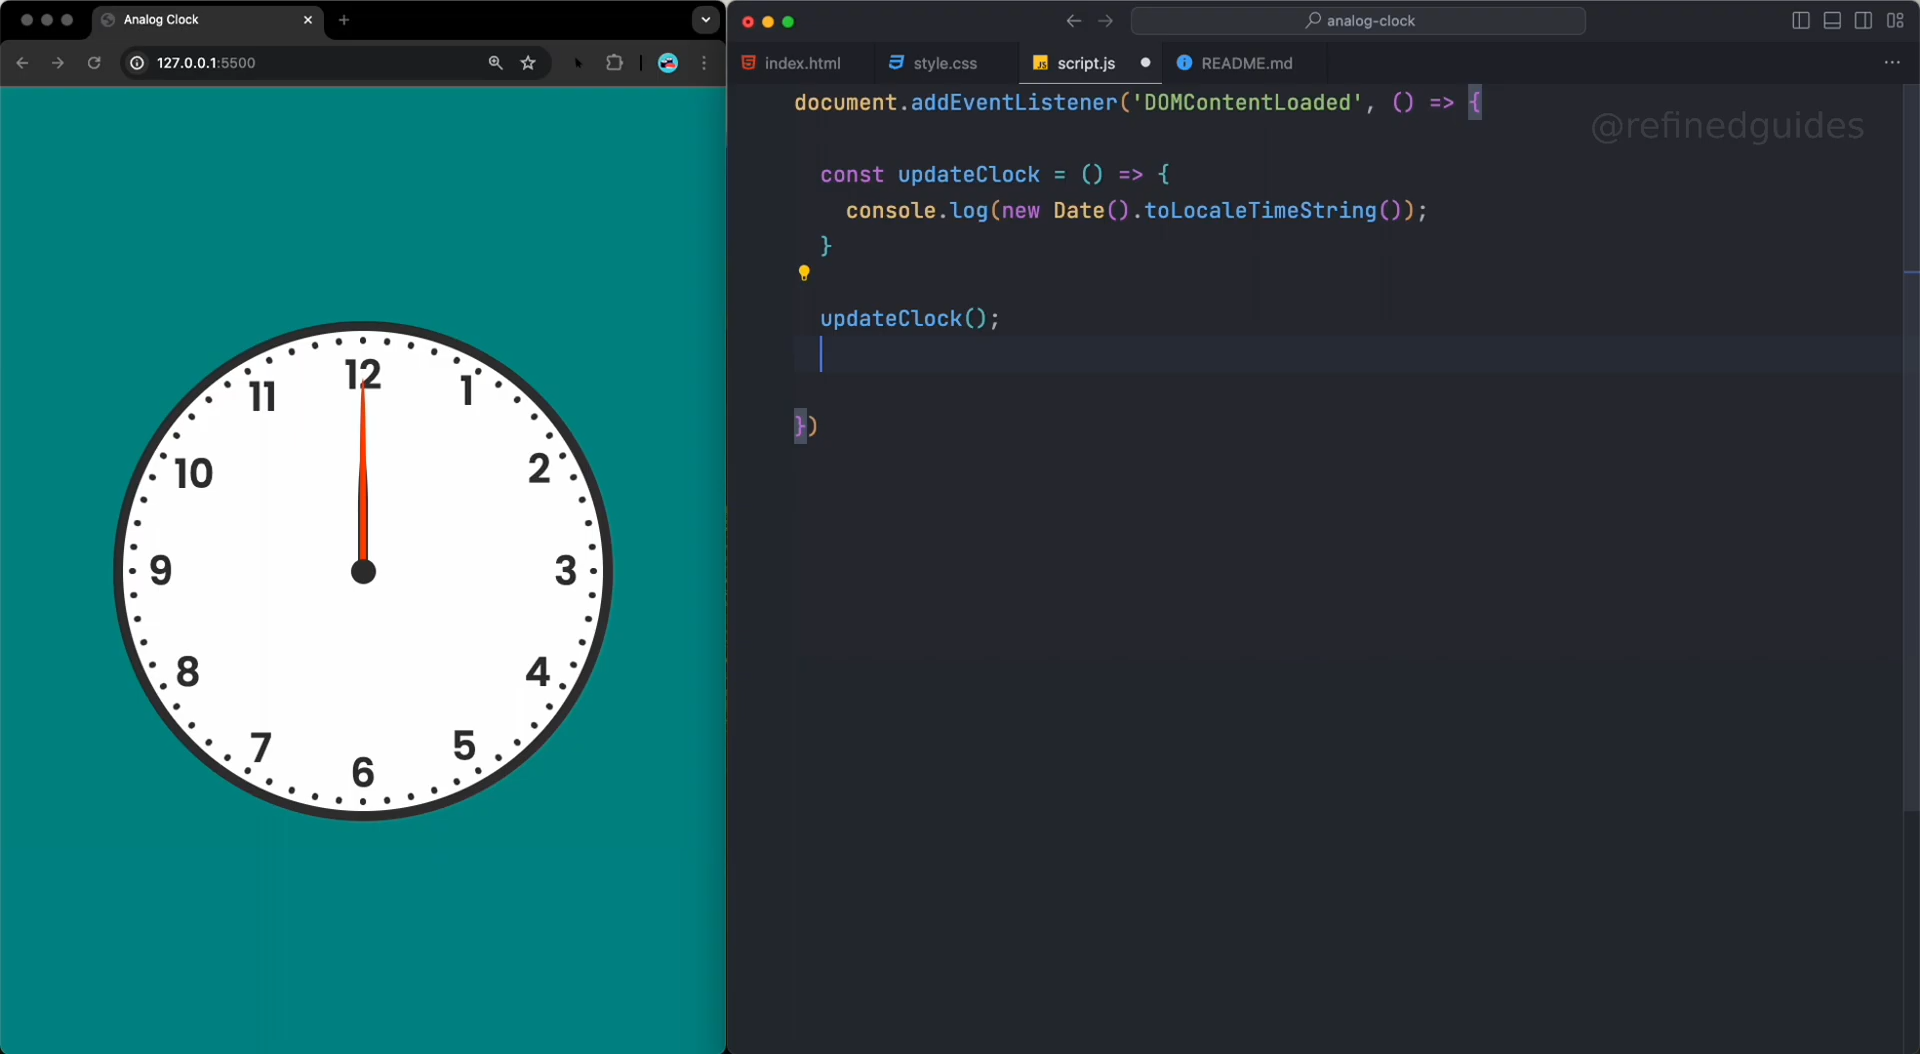 Analog Clock
127.0.0.1:5500
12
1
2
3
4
5
6
7
8
9
10
11
analog-clock
index.html
style.css
JS script.js
README.md
@refinedguides
document.addEventListener('DOMContentLoaded', () => {
const updateClock = () => {
console.log(new Date().toLocaleTimeString());
}
updateClock();
})